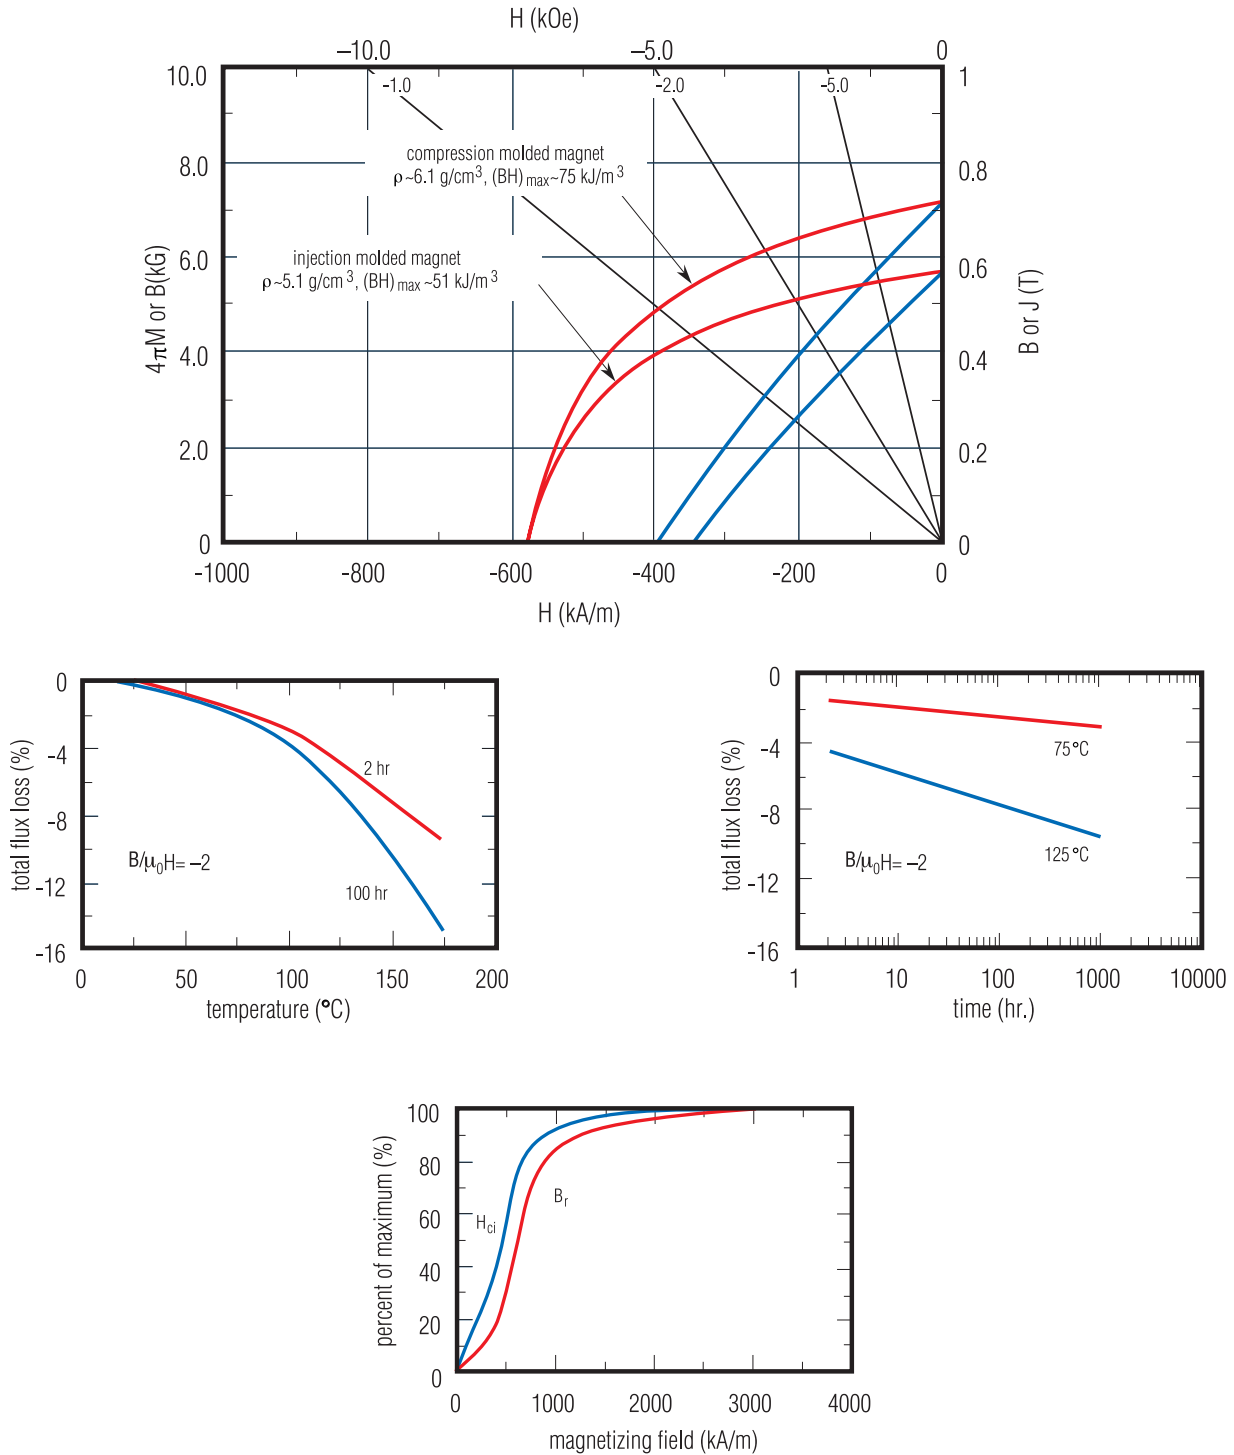 H (kOe)
–10.0 –5.0 0
10.0 -1.0 -2.0 -5.0 1
compression molded magnet
ρ~6.1 g/cm³, (BH) max~75 kJ/m³
8.0 0.8
injection molded magnet
ρ~5.1 g/cm³, (BH) max ~51 kJ/m³
6.0 0.6
4πM or B(kG)
B or J (T)
4.0 0.4
2.0 0.2
0 0
-1000 -800 -600 -400 -200 0
H (kA/m)
total flux loss (%)
0
-4
-8
-12
-16
2 hr
100 hr
B/μ₀H= –2
0 50 100 150 200
temperature (°C)
total flux loss (%)
0
-4
-8
-12
-16
75°C
125°C
B/μ₀H= –2
1 10 100 1000 10000
time (hr.)
percent of maximum (%)
100
80
60
40
20
0
Hci
Br
0 1000 2000 3000 4000
magnetizing field (kA/m)